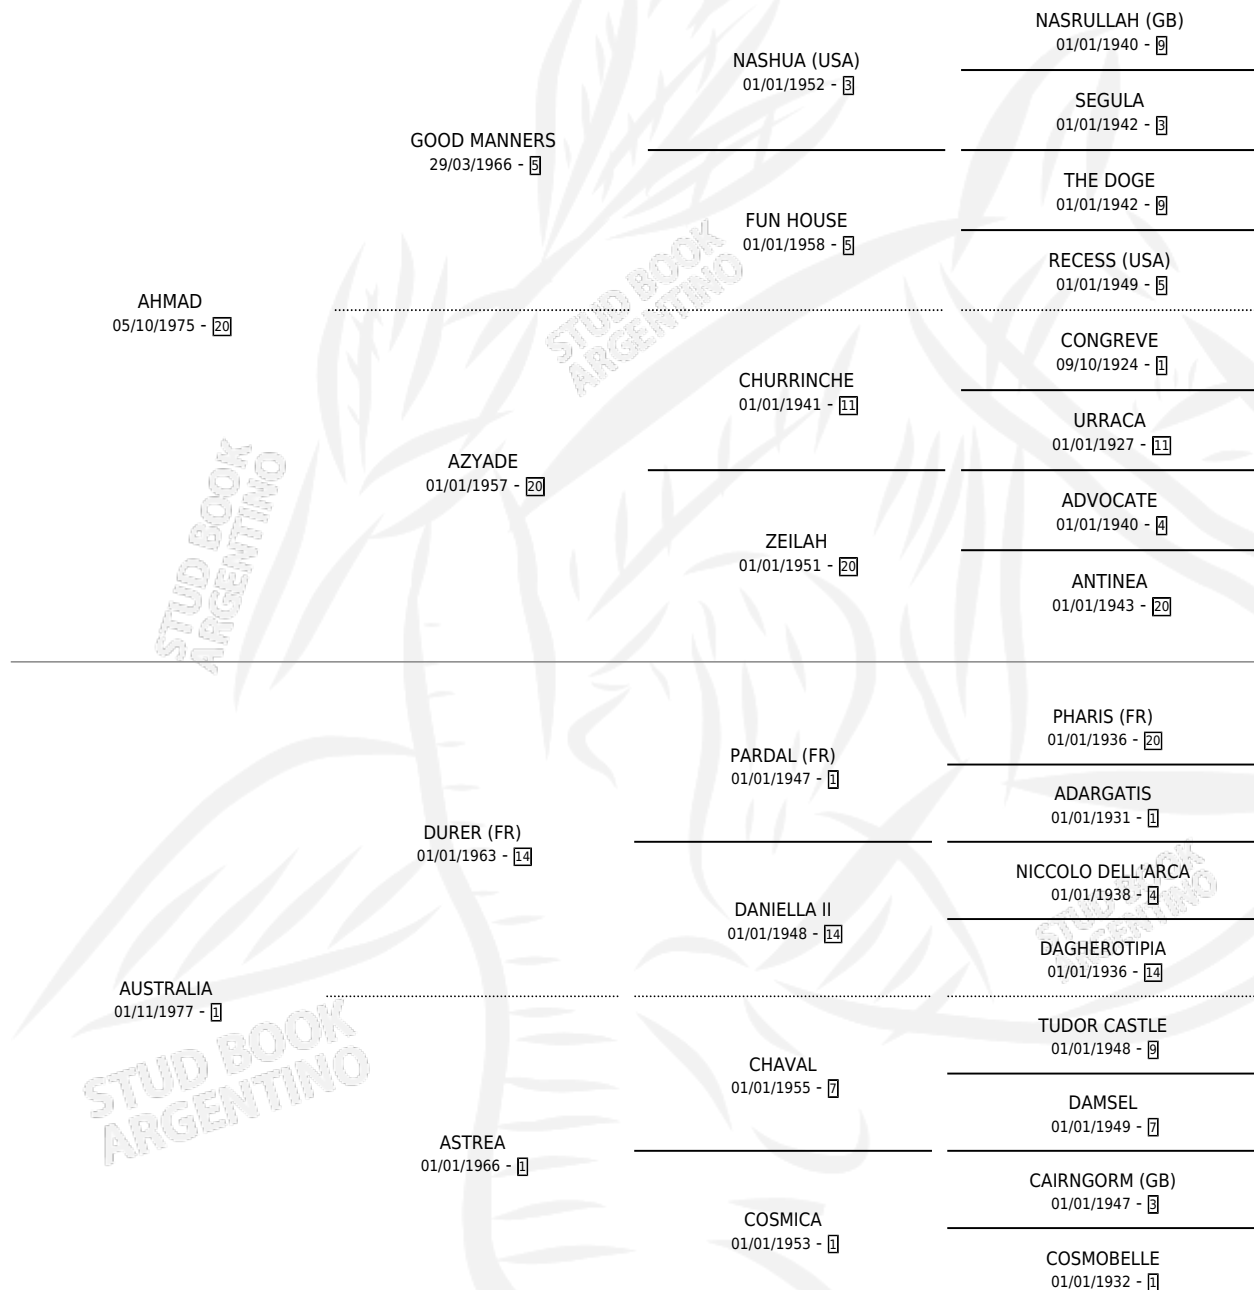 NASRULLAH (GB)
01/01/1940 - 9
NASHUA (USA)
01/01/1952 - 3
SEGULA
01/01/1942 - 3
GOOD MANNERS
29/03/1966 - 5
THE DOGE
01/01/1942 - 9
FUN HOUSE
01/01/1958 - 5
RECESS (USA)
01/01/1949 - 5
STUD BOOK
ARGENTINO
AHMAD
05/10/1975 - 20
CONGREVE
09/10/1924 - 1
CHURRINCHE
01/01/1941 - 11
URRACA
01/01/1927 - 11
AZYADE
01/01/1957 - 20
ADVOCATE
01/01/1940 - 4
ZEILAH
01/01/1951 - 20
ANTINEA
01/01/1943 - 20
STUD BOOK
ARGENTINO
PHARIS (FR)
01/01/1936 - 20
PARDAL (FR)
01/01/1947 - 1
ADARGATIS
01/01/1931 - 1
DURER (FR)
01/01/1963 - 14
NICCOLO DELL'ARCA
01/01/1938 - 4
DANIELLA II
01/01/1948 - 14
DAGHEROTIPIA
01/01/1936 - 14
STUD BOOK
ARGENTINO
AUSTRALIA
01/11/1977 - 1
TUDOR CASTLE
01/01/1948 - 9
CHAVAL
01/01/1955 - 7
DAMSEL
01/01/1949 - 7
STUD BOOK
ARGENTINO
ASTREA
01/01/1966 - 1
CAIRNGORM (GB)
01/01/1947 - 3
COSMICA
01/01/1953 - 1
COSMOBELLE
01/01/1932 - 1